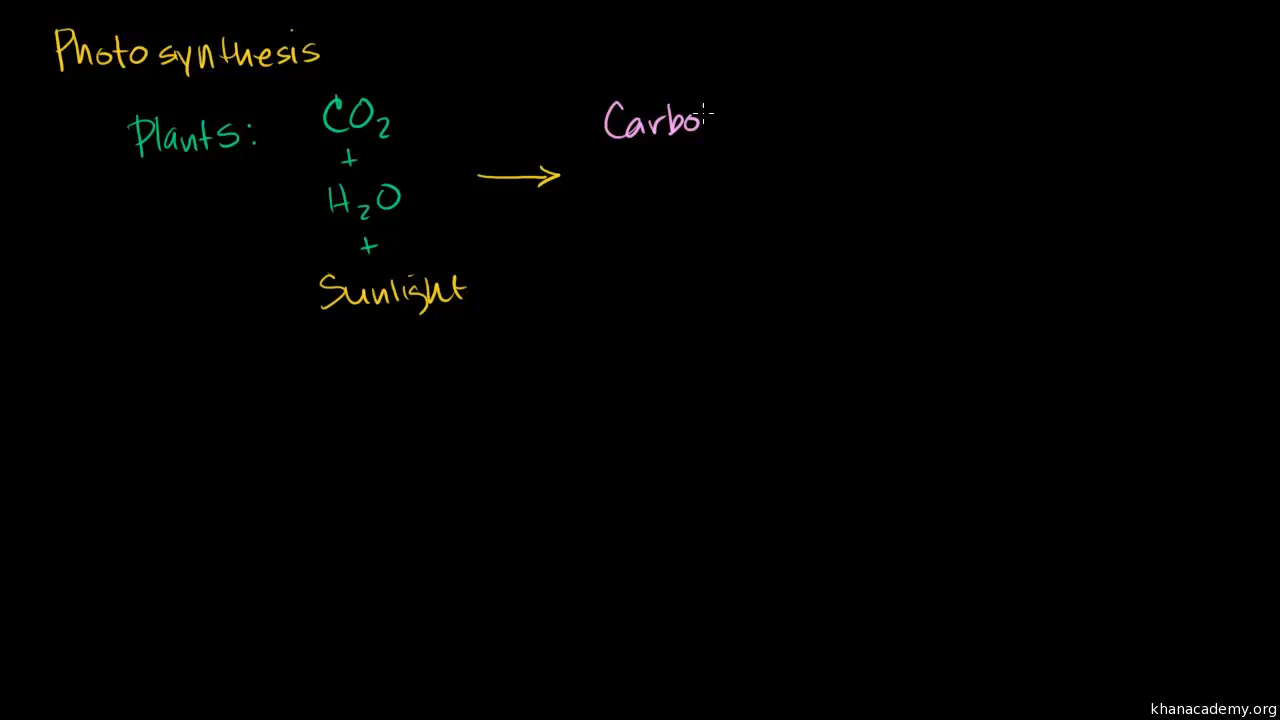 Photosynthesis
Plants: CO₂ Carbo
+
H₂O
+
Sunlight
khanacademy.org